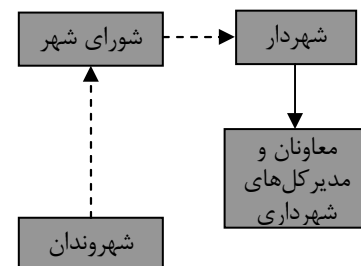 شورای شهر
شهردار
معاونان و
مدیرکل‌های
شهرداری
شهروندان